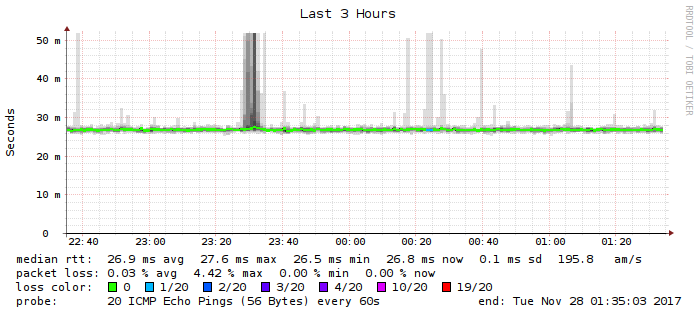 Last 3 Hours
RRDTOOL / TOBI OETIKER
Seconds
50 m
40 m
30 m
20 m
10 m
0
22:40 23:00 23:20 23:40 00:00 00:20 00:40 01:00 01:20
median rtt: 26.9 ms avg 27.6 ms max 26.5 ms min 26.8 ms now 0.1 ms sd 195.8 am/s
packet loss: 0.03 % avg 4.42 % max 0.00 % min 0.00 % now
loss color: 0 1/20 2/20 3/20 4/20 10/20 19/20
probe: 20 ICMP Echo Pings (56 Bytes) every 60s end: Tue Nov 28 01:35:03 2017